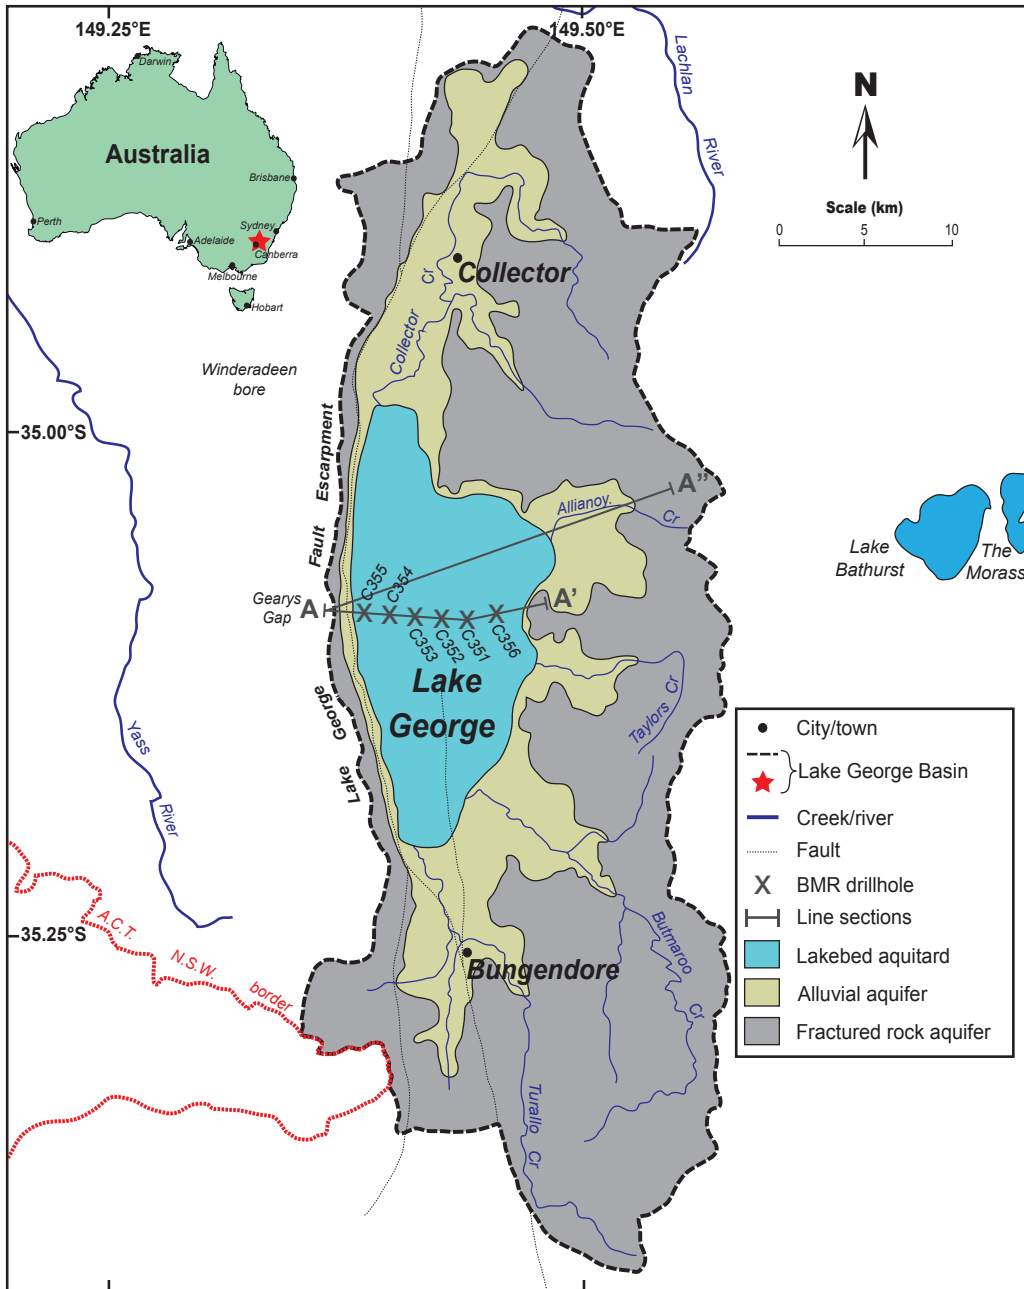 149.25°E
149.50°E
Darwin
Australia
Brisbane
Perth
Sydney
Adelaide
Canberra
Melbourne
Hobart
Lachlan
River
N
Scale (km)
0 5 10
Collector
Collector Cr
Winderadeen
bore
35.00°S
Lake George Fault Escarpment
A"
Allianoy. Cr
Lake
Bathurst
The
Morass
Gearys
Gap
A
A'
C355
C354
C353
C352
C351
C356
Lake
George
Taylors Cr
Yass
River
A.C.T.
N.S.W.
border
35.25°S
Bungendore
Butmaroo
Cr
Turallo
Cr
City/town
Lake George Basin
Creek/river
Fault
X BMR drillhole
Line sections
Lakebed aquitard
Alluvial aquifer
Fractured rock aquifer